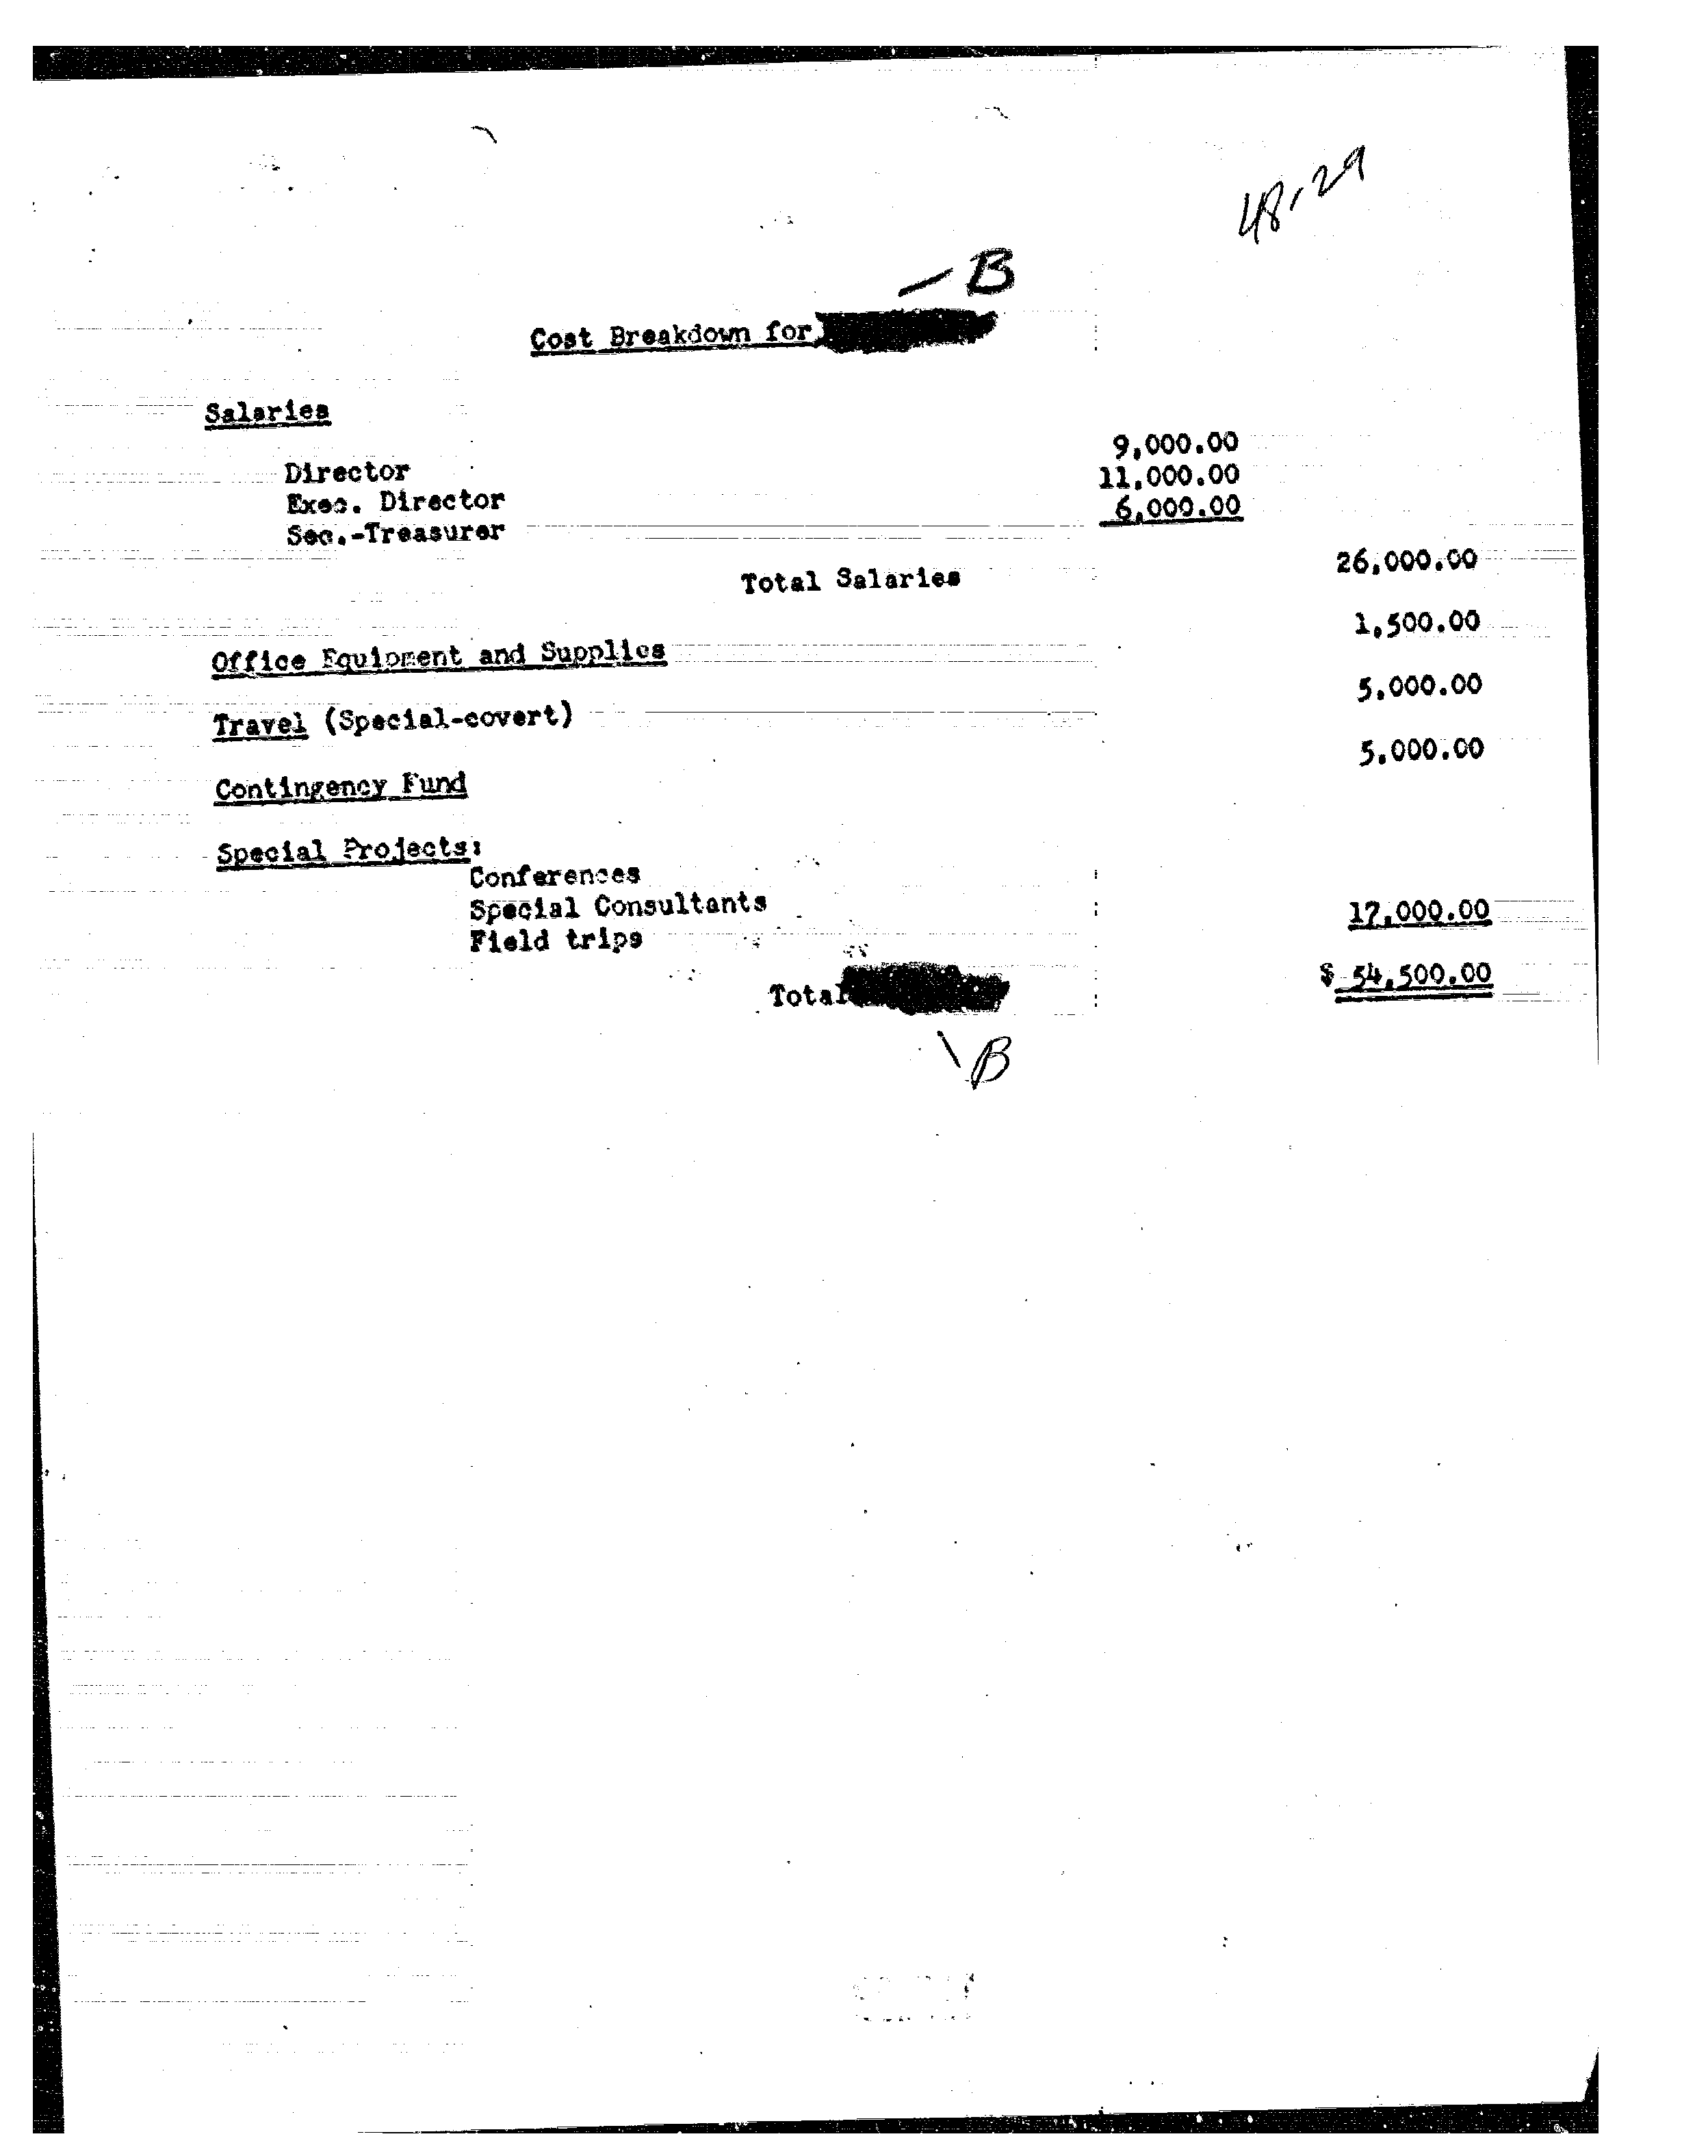 48-29
B
Cost Breakdown for
Salaries
Director 9,000.00
Exec. Director 11,000.00
Sec.-Treasurer 6,000.00
Total Salaries 26,000.00
Office Equipment and Supplies 1,500.00
Travel (Special-covert) 5,000.00
Contingency Fund 5,000.00
Special Projects:
Conferences
Special Consultants
Field trips 17,000.00
Total $ 54,500.00
B